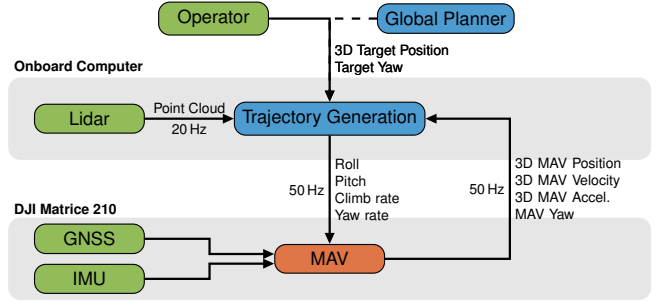 Operator
Global Planner
3D Target Position
Target Yaw
Onboard Computer
Lidar
Point Cloud
20 Hz
Trajectory Generation
50 Hz
Roll
Pitch
Climb rate
Yaw rate
50 Hz
3D MAV Position
3D MAV Velocity
3D MAV Accel.
MAV Yaw
DJI Matrice 210
GNSS
IMU
MAV